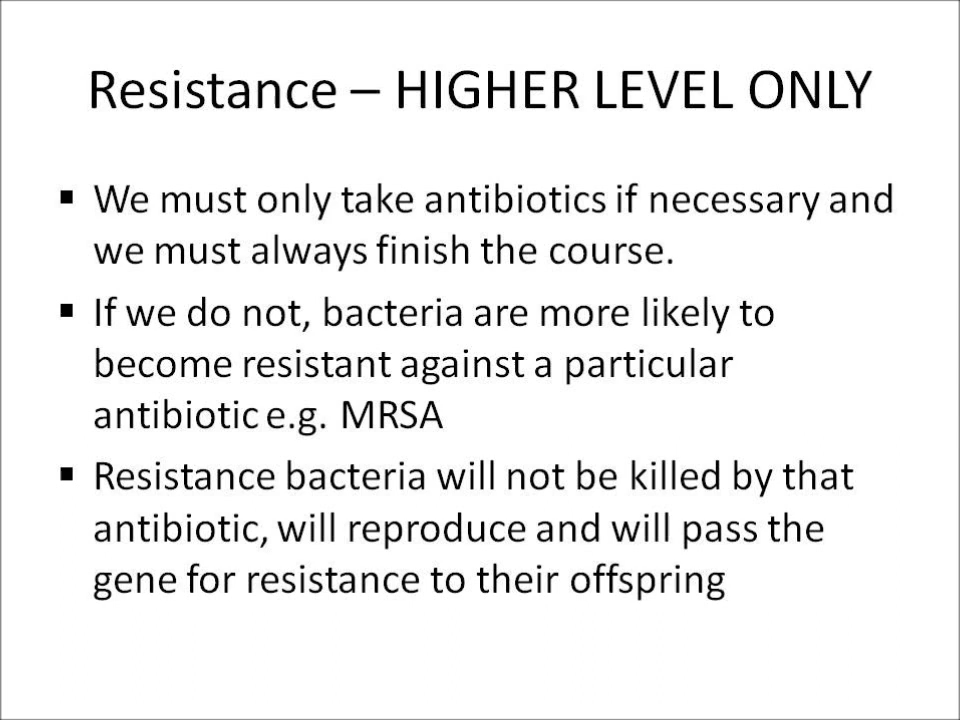 Resistance – HIGHER LEVEL ONLY
▪ We must only take antibiotics if necessary and
we must always finish the course.
▪ If we do not, bacteria are more likely to
become resistant against a particular
antibiotic e.g. MRSA
▪ Resistance bacteria will not be killed by that
antibiotic, will reproduce and will pass the
gene for resistance to their offspring